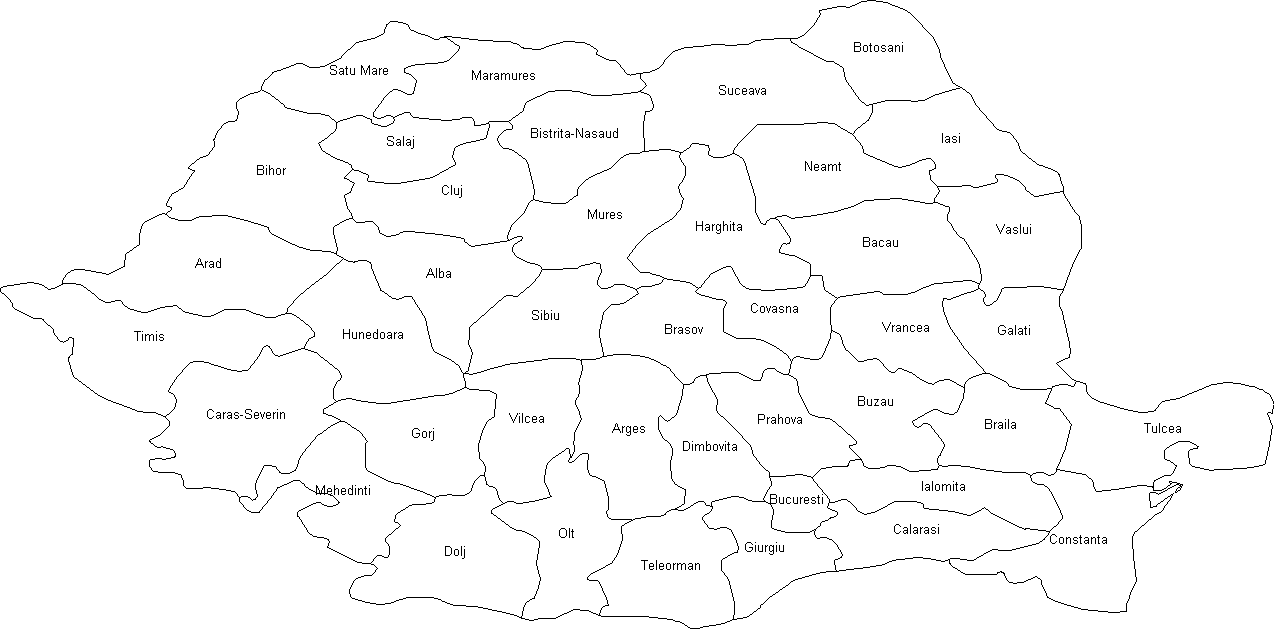 Botosani
Satu Mare
Maramures
Suceava
Bistrita-Nasaud
Iasi
Salaj
Bihor
Neamt
Cluj
Mures
Harghita
Vaslui
Bacau
Arad
Alba
Covasna
Sibiu
Timis
Hunedoara
Brasov
Vrancea
Galati
Caras-Severin
Buzau
Vilcea
Prahova
Gorj
Arges
Braila
Tulcea
Dimbovita
Mehedinti
Ialomita
Bucuresti
Olt
Calarasi
Constanta
Dolj
Giurgiu
Teleorman